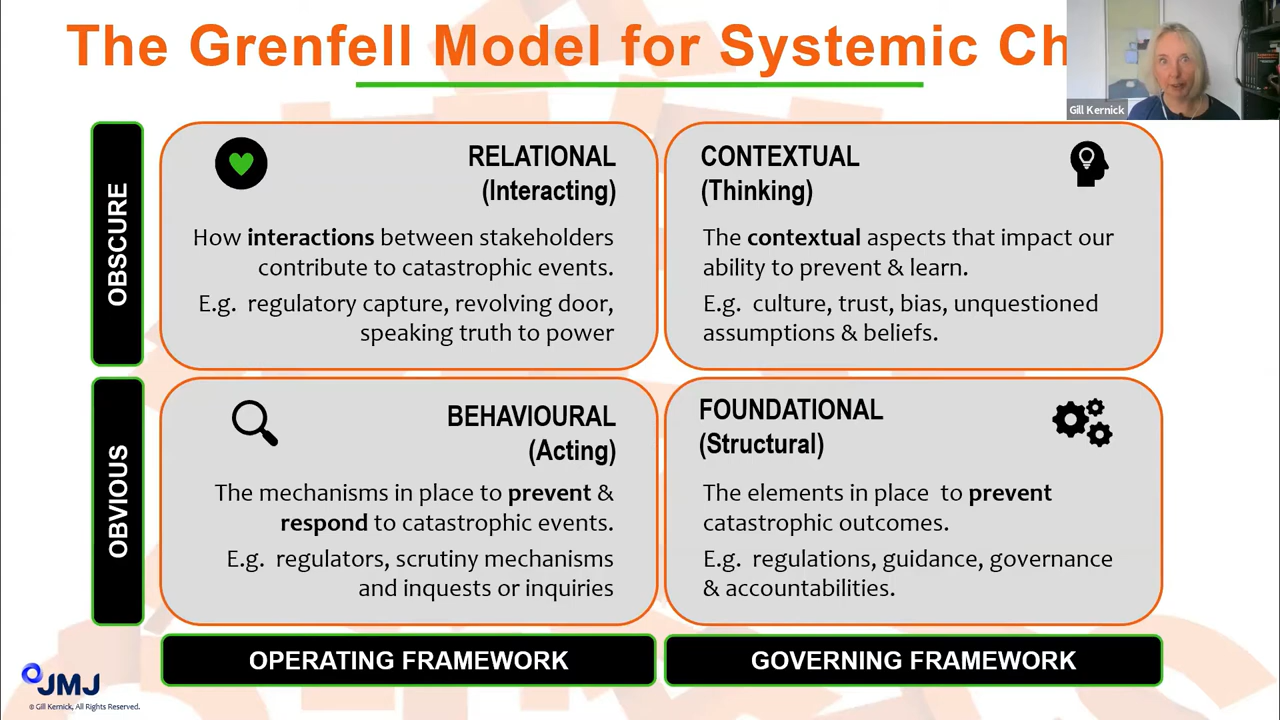 The Grenfell Model for Systemic Ch
Gill Kernick
OBSCURE
RELATIONAL
(Interacting)
How interactions between stakeholders
contribute to catastrophic events.
E.g. regulatory capture, revolving door,
speaking truth to power
CONTEXTUAL
(Thinking)
The contextual aspects that impact our
ability to prevent & learn.
E.g. culture, trust, bias, unquestioned
assumptions & beliefs.
OBVIOUS
BEHAVIOURAL
(Acting)
The mechanisms in place to prevent &
respond to catastrophic events.
E.g. regulators, scrutiny mechanisms
and inquests or inquiries
FOUNDATIONAL
(Structural)
The elements in place to prevent
catastrophic outcomes.
E.g. regulations, guidance, governance
& accountabilities.
OPERATING FRAMEWORK
GOVERNING FRAMEWORK
JMJ
© Gill Kernick, All Rights Reserved.